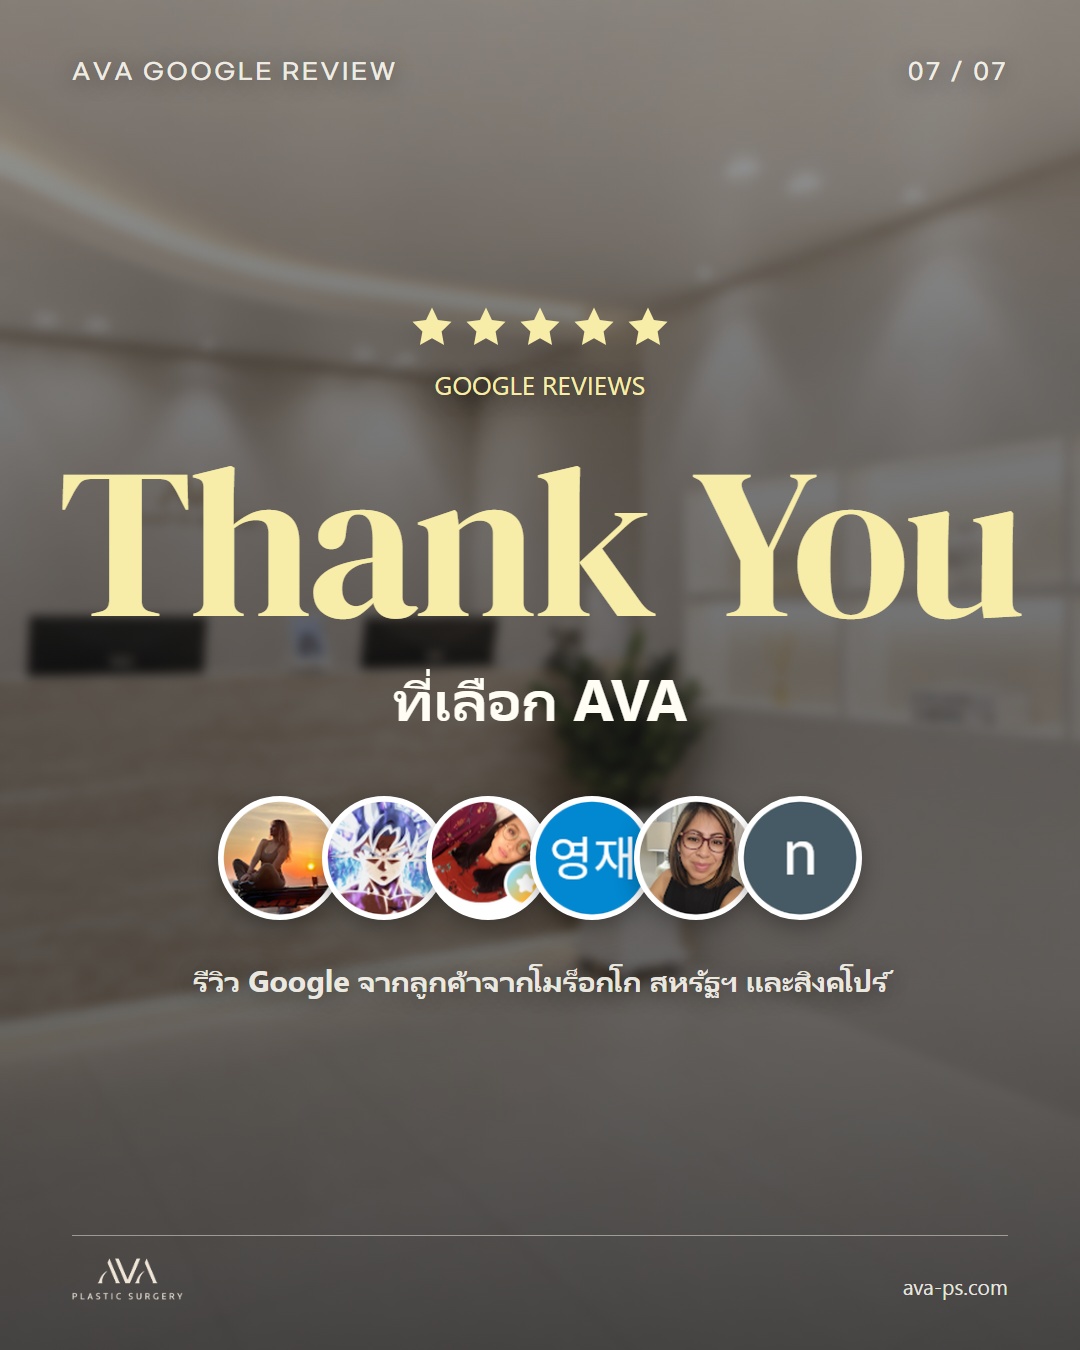 AVA GOOGLE REVIEW
07 / 07
GOOGLE REVIEWS
Thank You
ที่เลือก AVA
영재
n
รีวิว Google จากลูกค้าจากโมร็อกโก สหรัฐฯ และสิงคโปร์
AVA
PLASTIC SURGERY
ava-ps.com